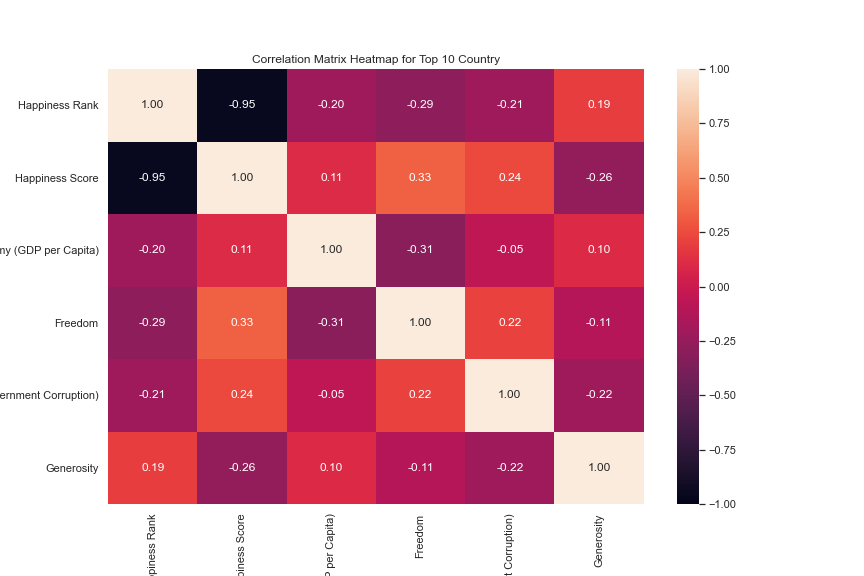 Correlation Matrix Heatmap for Top 10 Country
Happiness Rank 1.00 -0.95 -0.20 -0.29 -0.21 0.19
Happiness Score -0.95 1.00 0.11 0.33 0.24 -0.26
my (GDP per Capita) -0.20 0.11 1.00 -0.31 -0.05 0.10
Freedom -0.29 0.33 -0.31 1.00 0.22 -0.11
ernment Corruption) -0.21 0.24 -0.05 0.22 1.00 -0.22
Generosity 0.19 -0.26 0.10 -0.11 -0.22 1.00
piness Rank
piness Score
per Capita)
Freedom
t Corruption)
Generosity
1.00
0.75
0.50
0.25
0.00
−0.25
−0.50
−0.75
−1.00